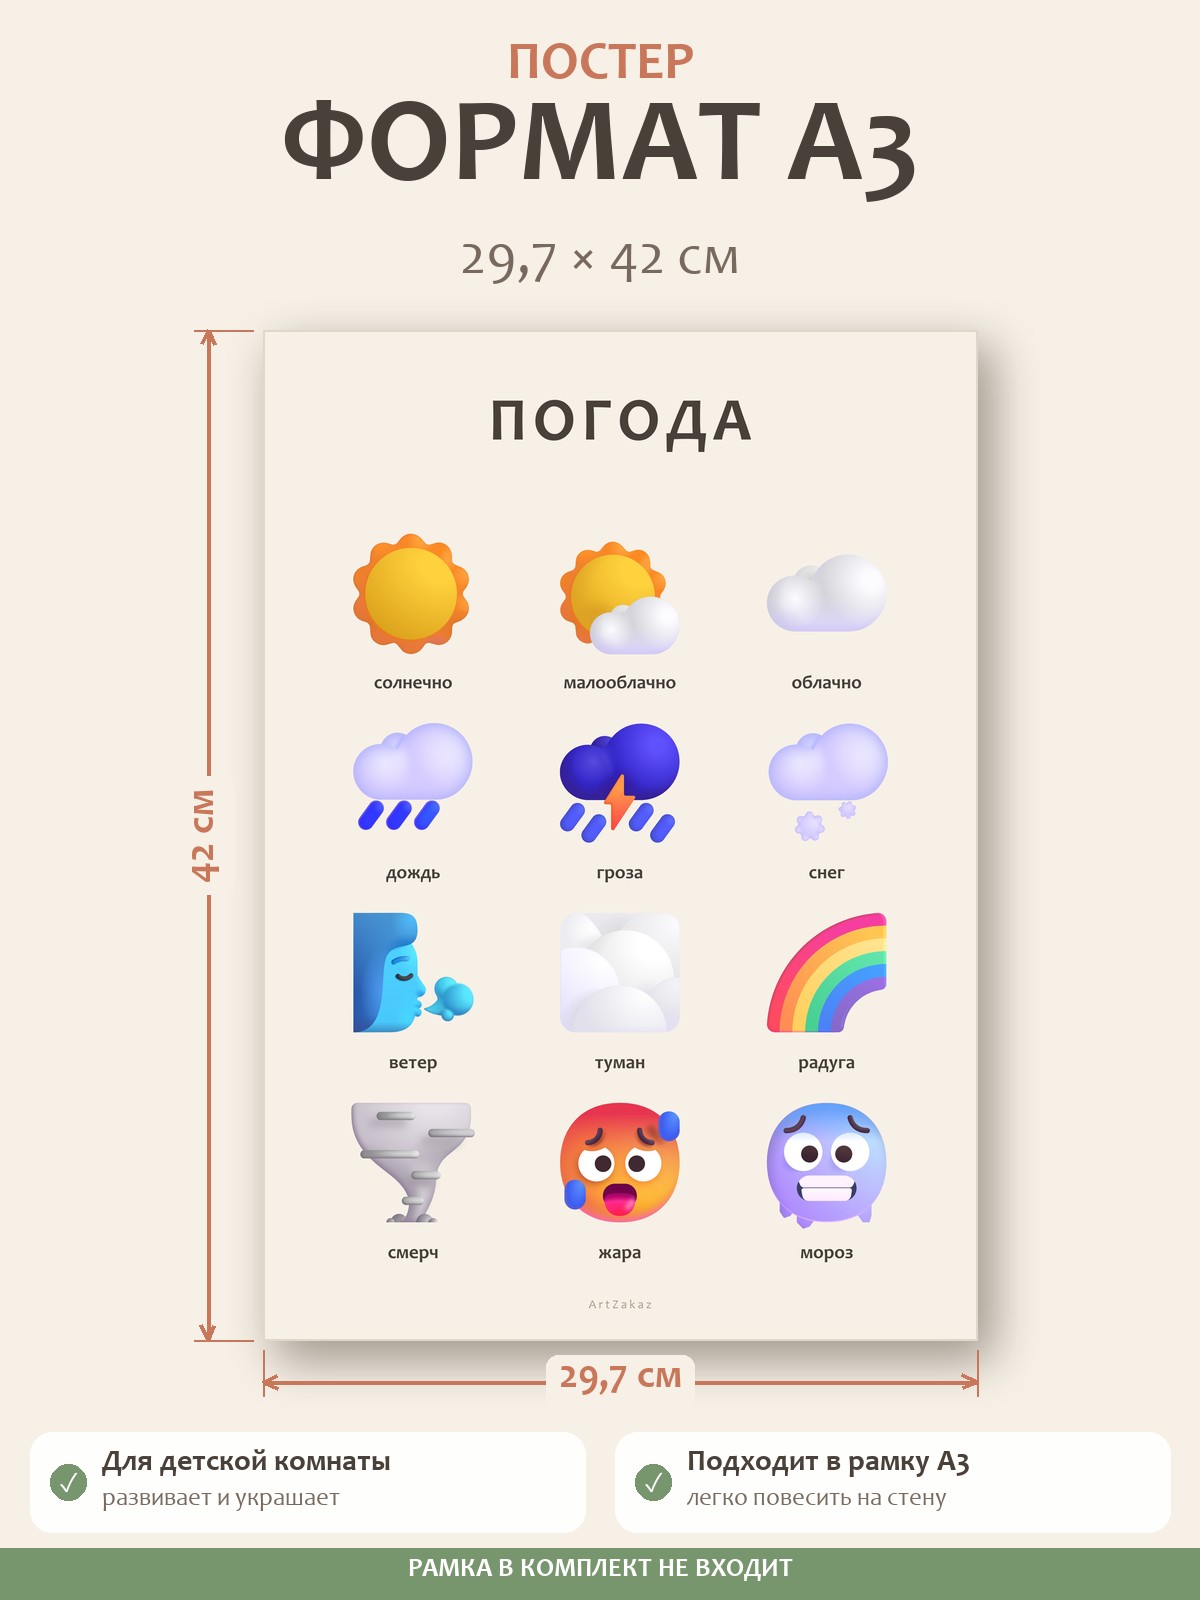 ПОСТЕР
ФОРМАТ А3
29,7 × 42 см
ПОГОДА
солнечно малооблачно облачно
дождь гроза снег
42 см
ветер туман радуга
смерч жара мороз
ArtZakaz
29,7 см
Для детской комнаты
развивает и украшает
Подходит в рамку А3
легко повесить на стену
РАМКА В КОМПЛЕКТ НЕ ВХОДИТ